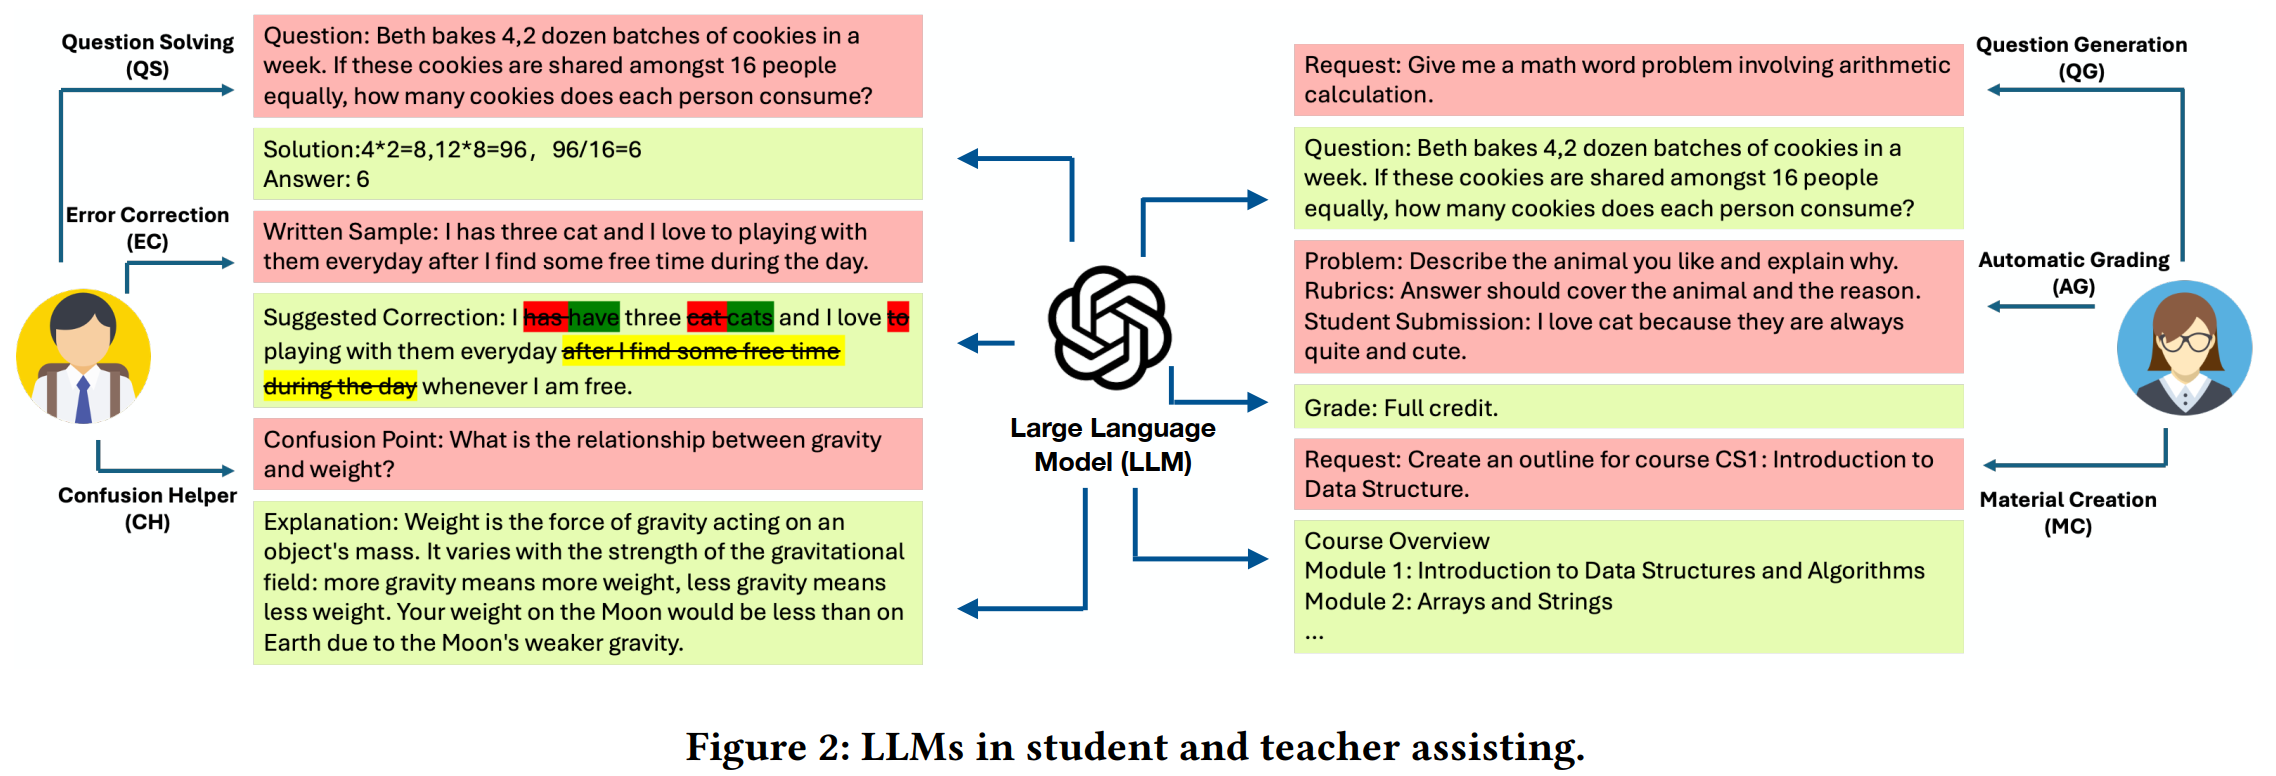 Question Solving
(QS)
Question: Beth bakes 4,2 dozen batches of cookies in a
week. If these cookies are shared amongst 16 people
equally, how many cookies does each person consume?
Solution:4*2=8,12*8=96,  96/16=6
Answer: 6
Error Correction
(EC)
Written Sample: I has three cat and I love to playing with
them everyday after I find some free time during the day.
Suggested Correction: I has have three cat cats and I love to
playing with them everyday after I find some free time
during the day whenever I am free.
Confusion Point: What is the relationship between gravity
and weight?
Confusion Helper
(CH)
Explanation: Weight is the force of gravity acting on an
object's mass. It varies with the strength of the gravitational
field: more gravity means more weight, less gravity means
less weight. Your weight on the Moon would be less than on
Earth due to the Moon's weaker gravity.
Large Language
Model (LLM)
Question Generation
(QG)
Request: Give me a math word problem involving arithmetic
calculation.
Question: Beth bakes 4,2 dozen batches of cookies in a
week. If these cookies are shared amongst 16 people
equally, how many cookies does each person consume?
Automatic Grading
(AG)
Problem: Describe the animal you like and explain why.
Rubrics: Answer should cover the animal and the reason.
Student Submission: I love cat because they are always
quite and cute.
Grade: Full credit.
Request: Create an outline for course CS1: Introduction to
Data Structure.
Material Creation
(MC)
Course Overview
Module 1: Introduction to Data Structures and Algorithms
Module 2: Arrays and Strings
...
Figure 2: LLMs in student and teacher assisting.